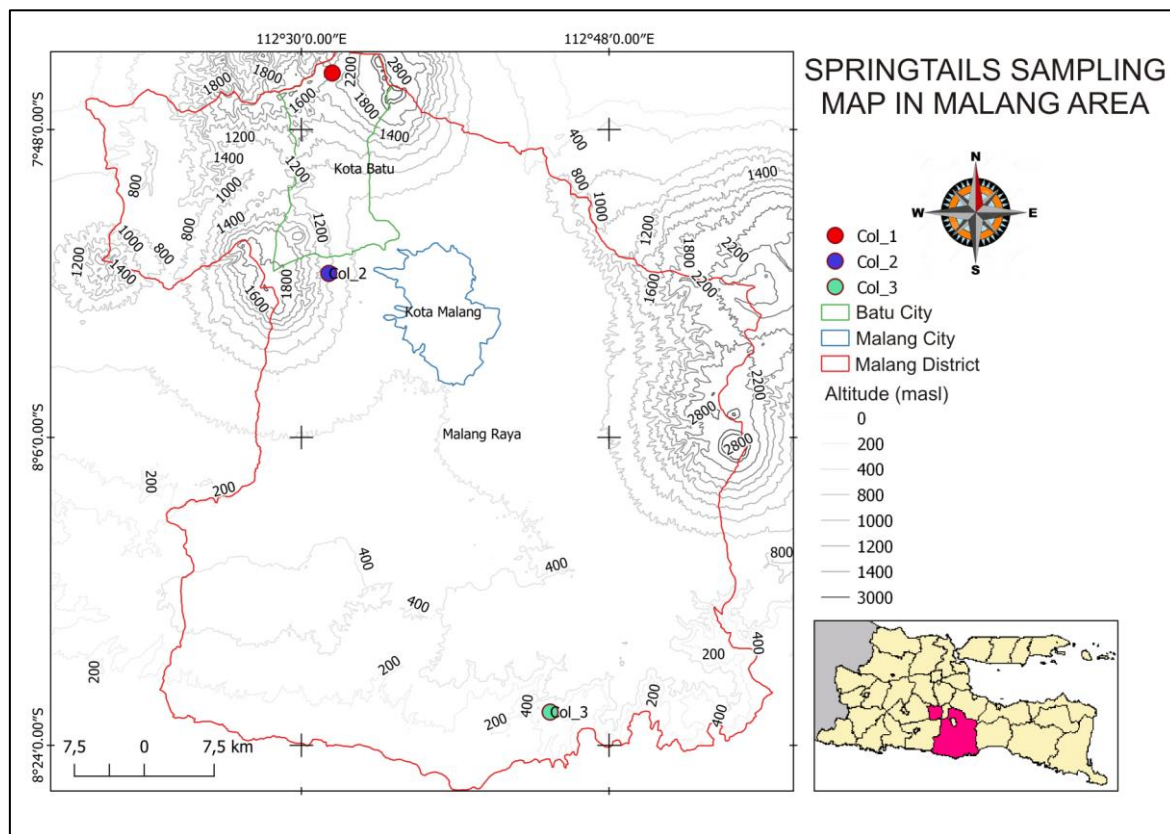 112°30'0.00"E
112°48'0.00"E
SPRINGTAILS SAMPLING
MAP IN MALANG AREA
N
W
E
S
Col_1
Col_2
Col_3
Batu City
Malang City
Malang District
Altitude (masl)
0
200
400
800
1000
1200
1400
3000
7°48'0.00"S
8°6'0.00"S
8°24'0.00"S
1800
1800
2200
2800
1600
1800
1400
1200
1400
1000
1200
800
800
1400
1200
1000
800
1200
1400
1800
1600
Kota Batu
Col_2
Kota Malang
Malang Raya
400
800
1000
1400
1200
2200
1800
2200
1600
2200
2800
2800
200
200
400
400
400
800
200
200
200
400
Col_3
200
200
400
400
7,5
0
7,5 km